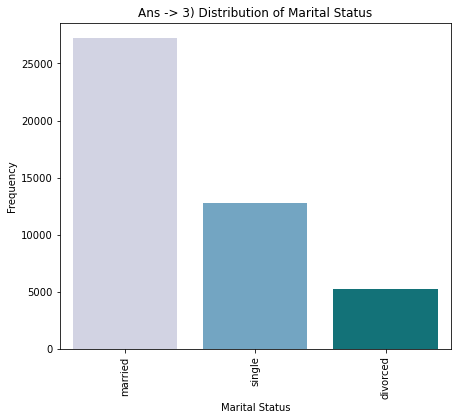 Ans -> 3) Distribution of Marital Status
25000
20000
15000
10000
5000
0
Frequency
married
single
divorced
Marital Status